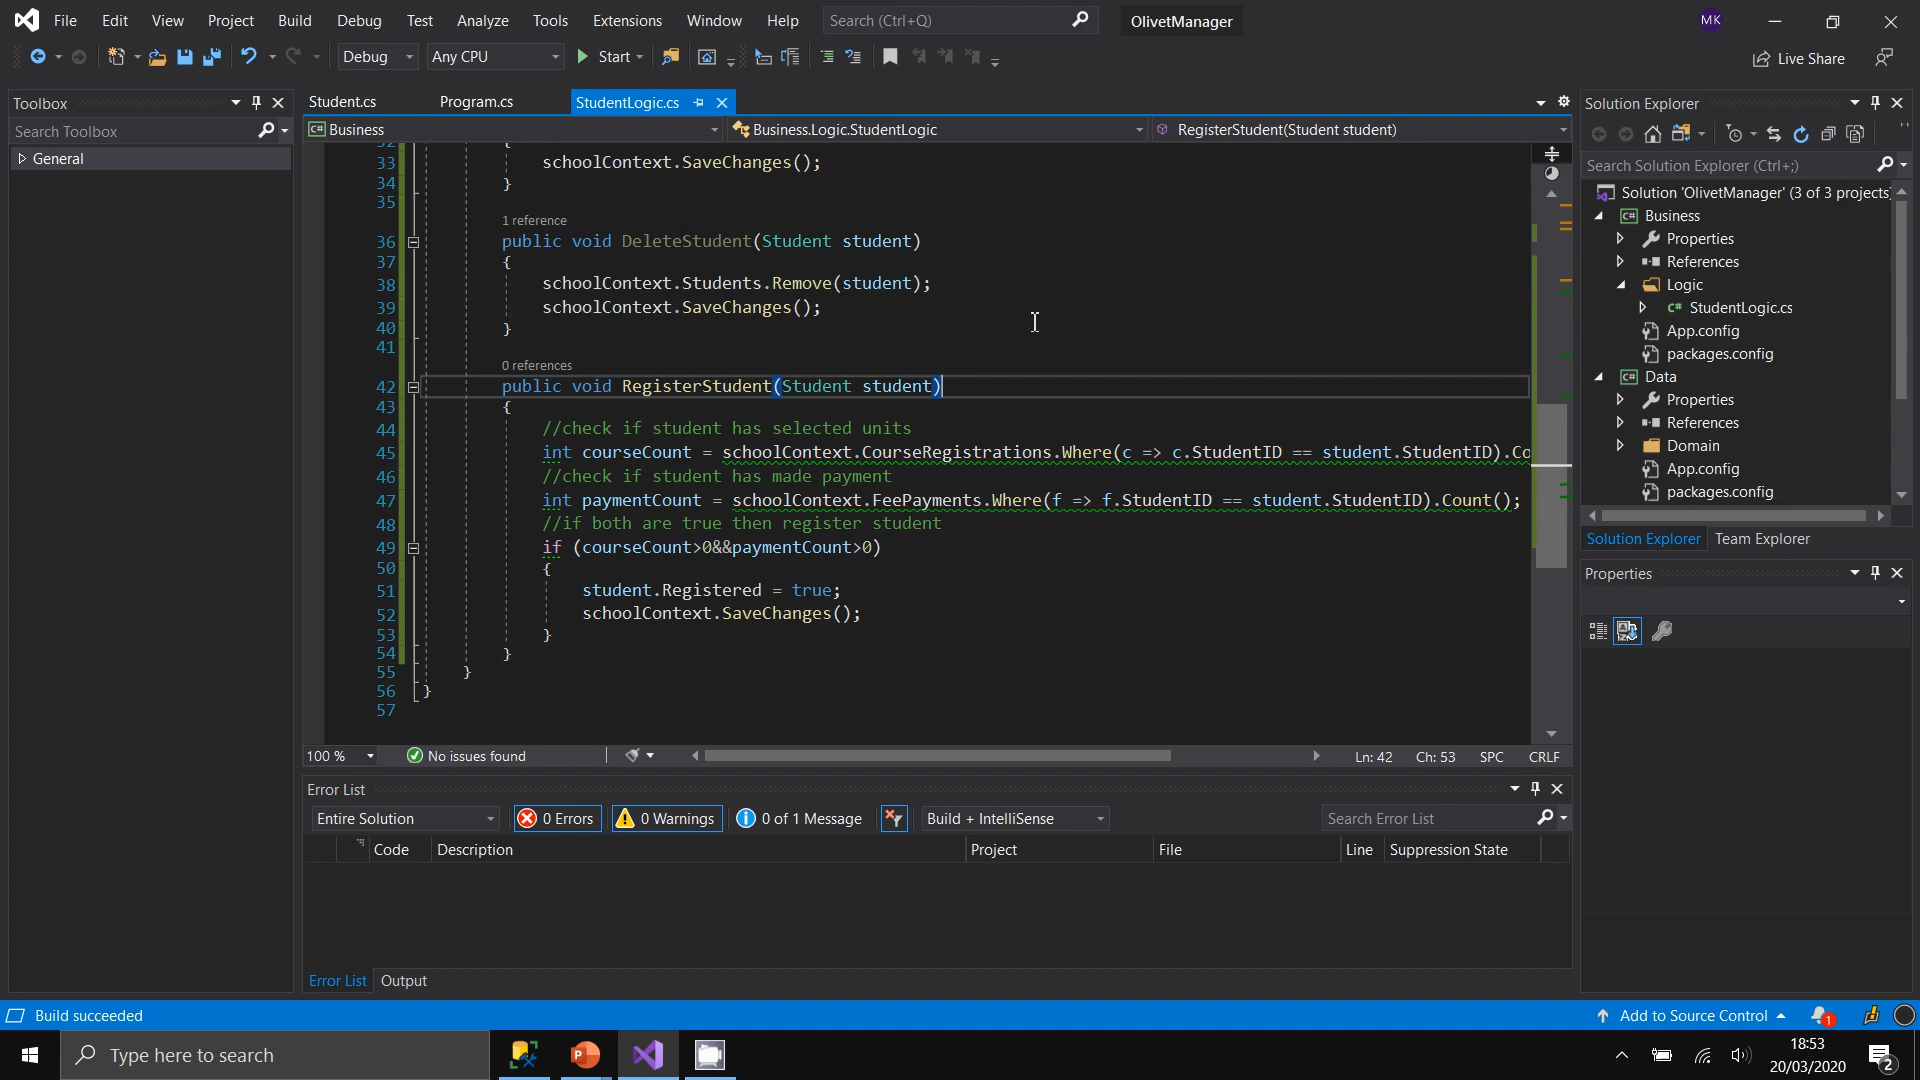 File Edit View Project Build Debug Test Analyze Tools Extensions Window Help Search (Ctrl+Q) OlivetManager MK
Debug Any CPU Start Live Share
Toolbox
Search Toolbox
General
Student.cs Program.cs StudentLogic.cs
C# Business Business.Logic.StudentLogic RegisterStudent(Student student)
33 schoolContext.SaveChanges();
34 }
35
1 reference
36 public void DeleteStudent(Student student)
37 {
38 schoolContext.Students.Remove(student);
39 schoolContext.SaveChanges();
40 }
41
0 references
42 public void RegisterStudent(Student student)
43 {
44 //check if student has selected units
45 int courseCount = schoolContext.CourseRegistrations.Where(c => c.StudentID == student.StudentID).Co
46 //check if student has made payment
47 int paymentCount = schoolContext.FeePayments.Where(f => f.StudentID == student.StudentID).Count();
48 //if both are true then register student
49 if (courseCount>0&&paymentCount>0)
50 {
51 student.Registered = true;
52 schoolContext.SaveChanges();
53 }
54 }
55 }
56 }
57
100 % No issues found Ln: 42 Ch: 53 SPC CRLF
Error List
Entire Solution 0 Errors 0 Warnings 0 of 1 Message Build + IntelliSense Search Error List
Code Description Project File Line Suppression State
Error List Output
Solution Explorer
Search Solution Explorer (Ctrl+;)
Solution 'OlivetManager' (3 of 3 projects)
C# Business
Properties
References
Logic
C# StudentLogic.cs
App.config
packages.config
C# Data
Properties
References
Domain
App.config
packages.config
Solution Explorer Team Explorer
Properties
Build succeeded Add to Source Control 1
Type here to search
18:53
20/03/2020
2